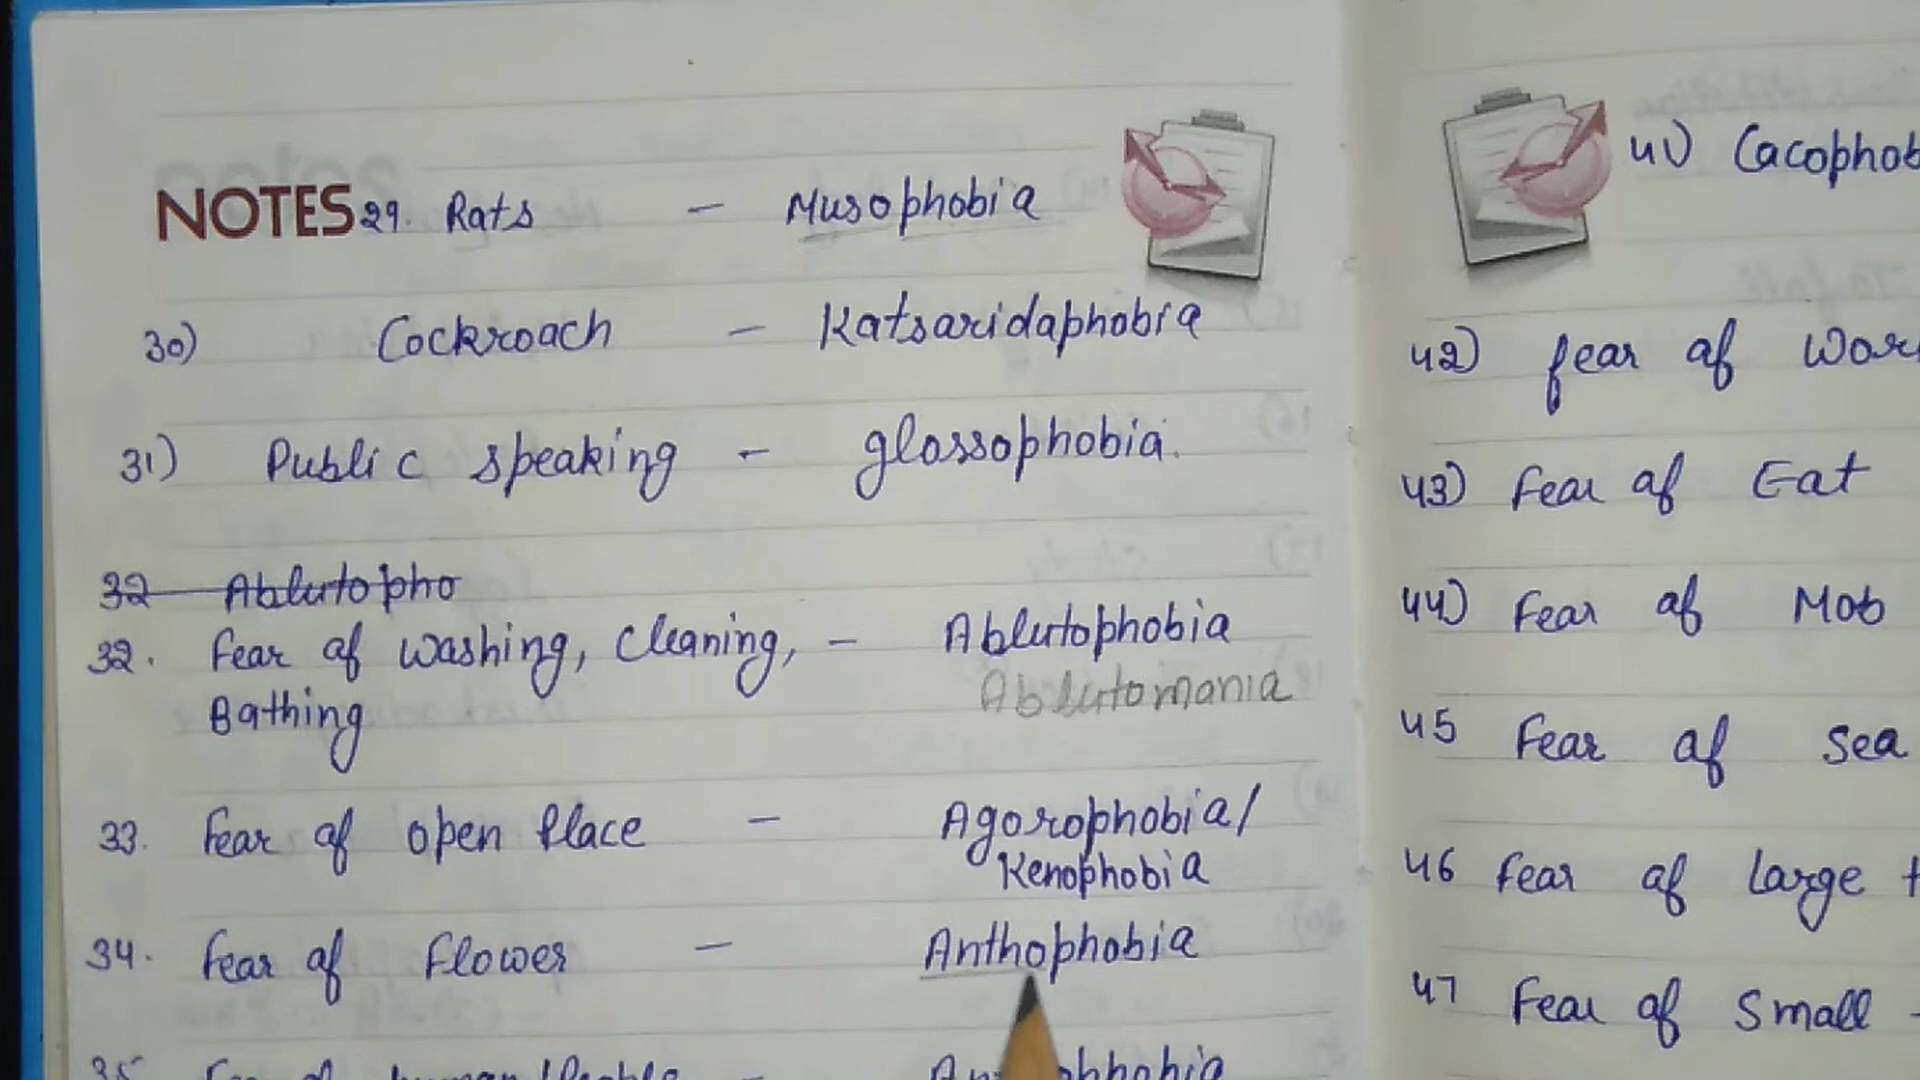 NOTES 29. Rats – Musophobia
30) Cockroach – Katsaridaphobia
31) Public speaking – glossophobia.
32 Ablutopho
32. Fear of washing, cleaning, – Ablutophobia
Bathing Ablutomania
33. Fear of open Place – Agorophobia/
Kenophobia
34. Fear of Flower – Anthophobia
35
41) Cacophob
42) fear of Wor
43) Fear of Eat
44) Fear of Mob
45 Fear of Sea
46 Fear of large
47 Fear of Small -